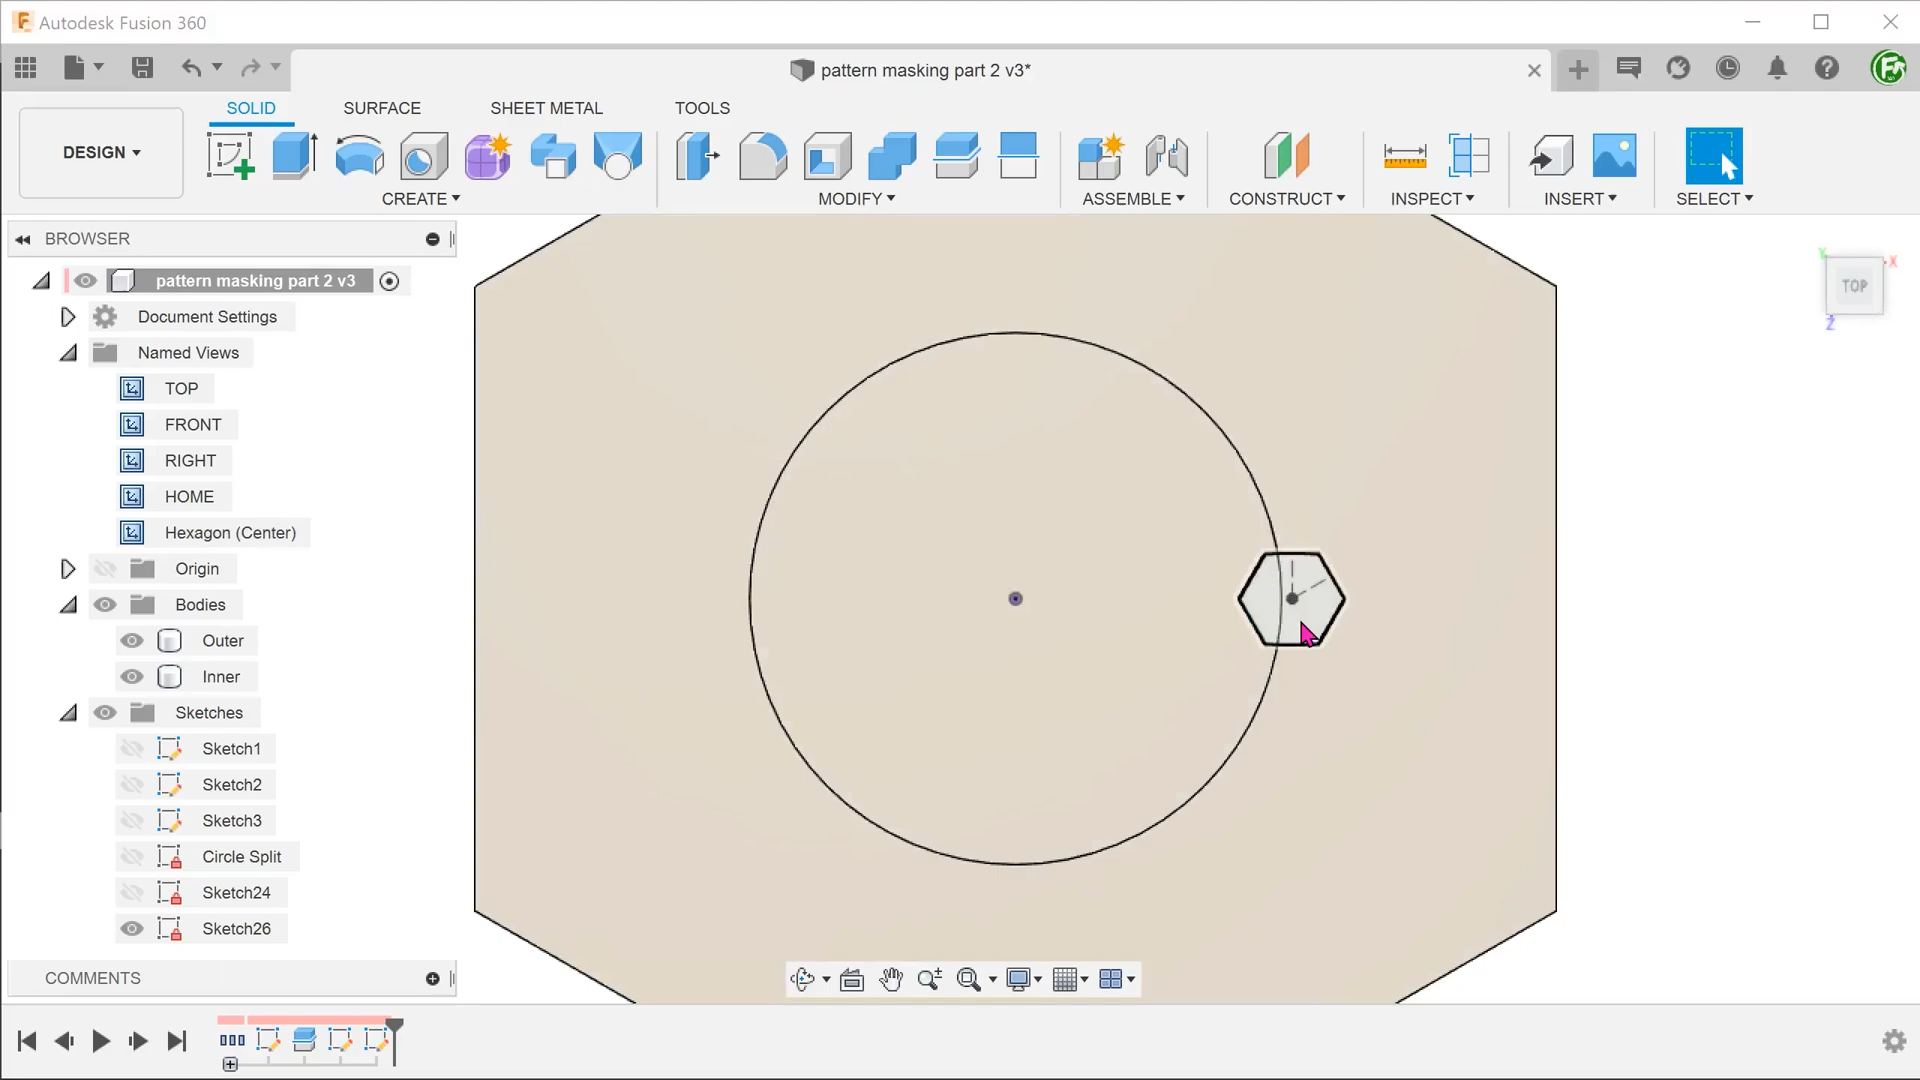 Autodesk Fusion 360
pattern masking part 2 v3*
SOLID SURFACE SHEET METAL TOOLS
DESIGN
CREATE MODIFY ASSEMBLE CONSTRUCT INSPECT INSERT SELECT
BROWSER
pattern masking part 2 v3
Document Settings
Named Views
TOP
FRONT
RIGHT
HOME
Hexagon (Center)
Origin
Bodies
Outer
Inner
Sketches
Sketch1
Sketch2
Sketch3
Circle Split
Sketch24
Sketch26
COMMENTS
Y
X
TOP
Z